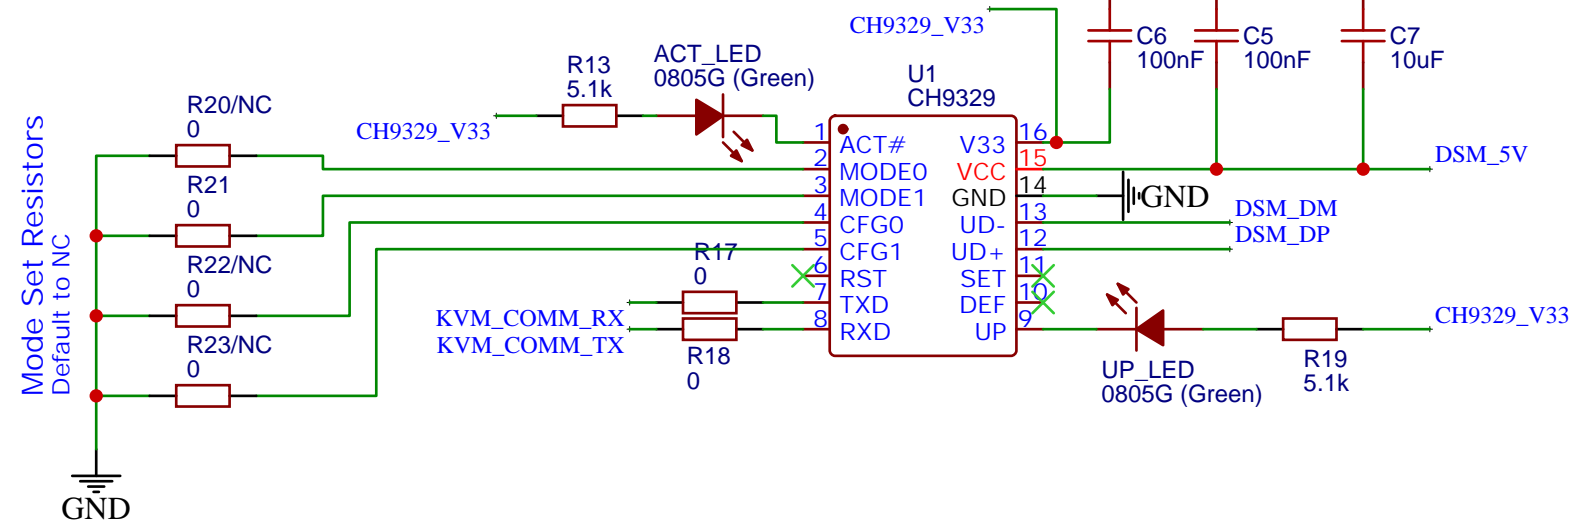 CH9329_V33
C6
100nF
C5
100nF
C7
10uF
ACT_LED
0805G (Green)
R13
5.1k
U1
CH9329
R20/NC
0
CH9329_V33
1
ACT#
V33
16
2
MODE0
VCC
15
DSM_5V
R21
0
3
MODE1
GND
14
GND
4
CFG0
UD-
13
DSM_DM
5
CFG1
UD+
12
DSM_DP
R22/NC
0
R17
0
6
RST
SET
11
7
TXD
DEF
10
KVM_COMM_RX
8
RXD
UP
9
CH9329_V33
KVM_COMM_TX
R18
0
R23/NC
0
UP_LED
0805G (Green)
R19
5.1k
Mode Set Resistors
Default to NC
GND